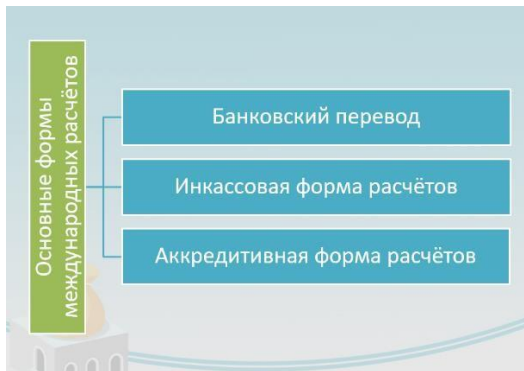 Основные формы
международных расчётов
Банковский перевод
Инкассовая форма расчётов
Аккредитивная форма расчётов